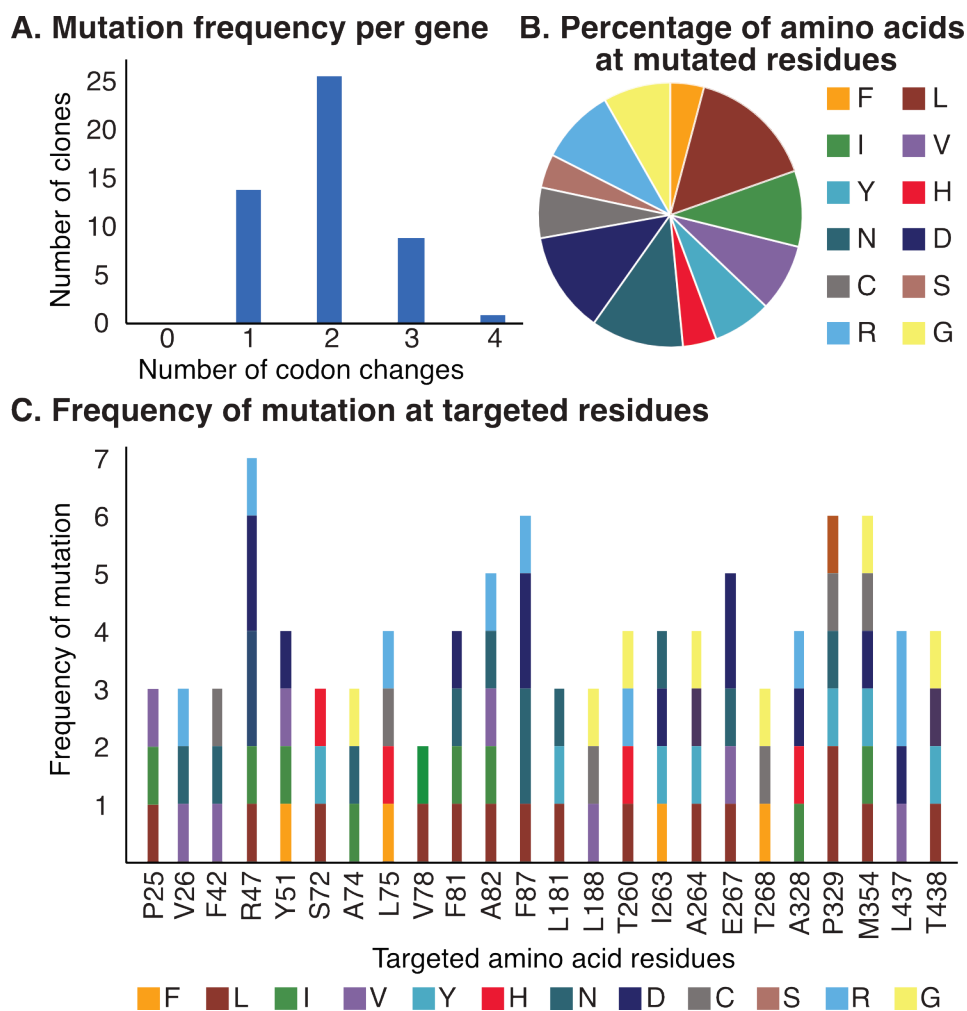 A. Mutation frequency per gene
B. Percentage of amino acids
at mutated residues
Number of clones
25
20
15
10
5
0
0 1 2 3 4
Number of codon changes
F L
I V
Y H
N D
C S
R G
C. Frequency of mutation at targeted residues
Frequency of mutation
7
6
5
4
3
2
1
P25 V26 F42 R47 Y51 S72 A74 L75 V78 F81 A82 F87 L181 L188 T260 I263 A264 E267 T268 A328 P329 M354 L437 T438
Targeted amino acid residues
F L I V Y H N D C S R G